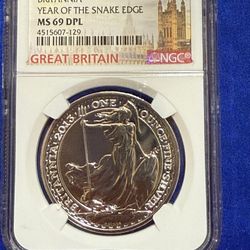 BRITANNIA
YEAR OF THE SNAKE EDGE
MS 69 DPL
4515607-129
GREAT BRITAIN
NGC
BRITANNIA · 2013 · ONE OUNCE FINE SILVER